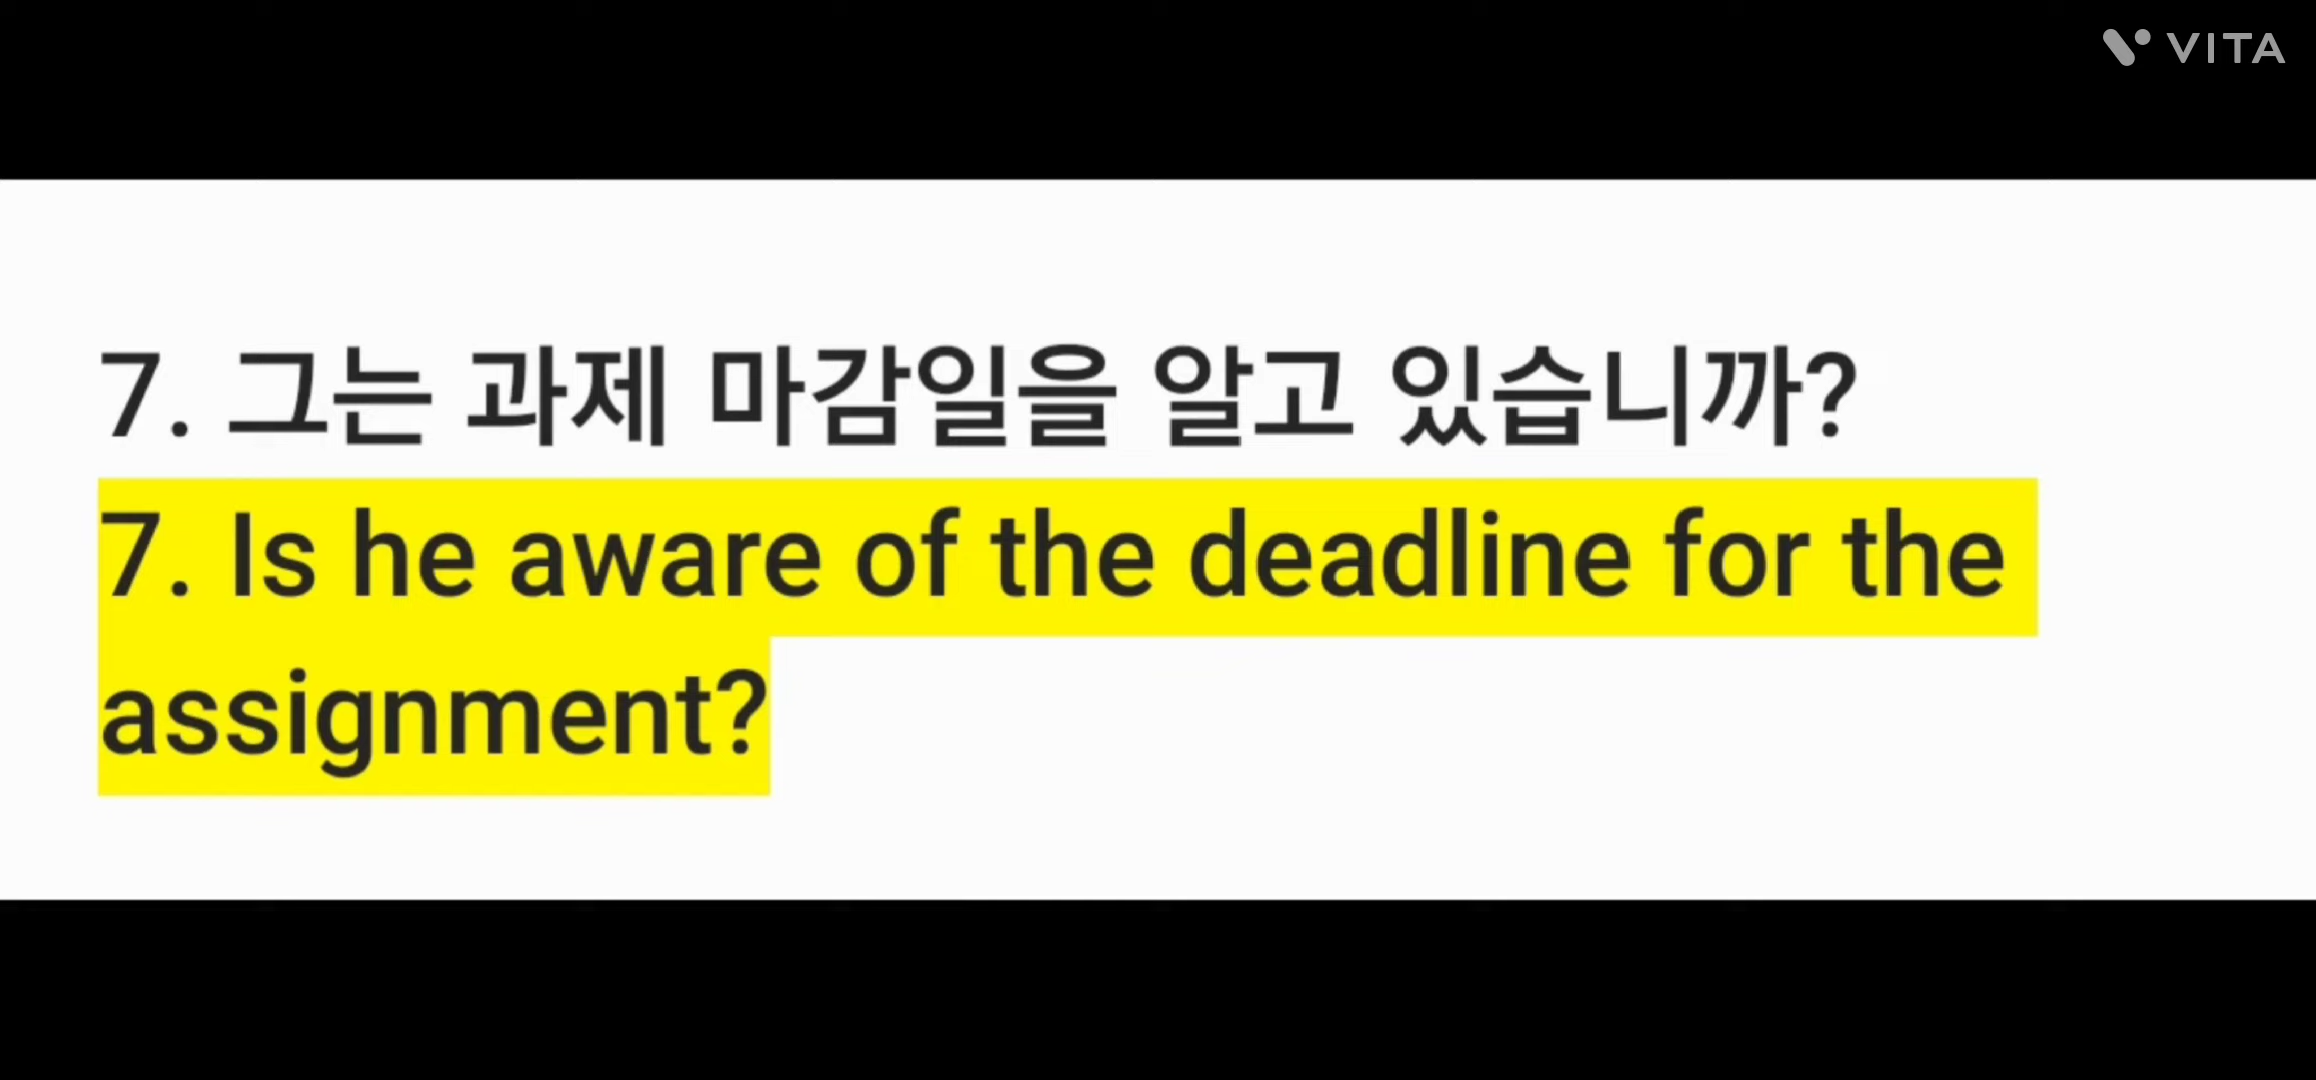 VITA
7. 그는 과제 마감일을 알고 있습니까?
7. Is he aware of the deadline for the
assignment?